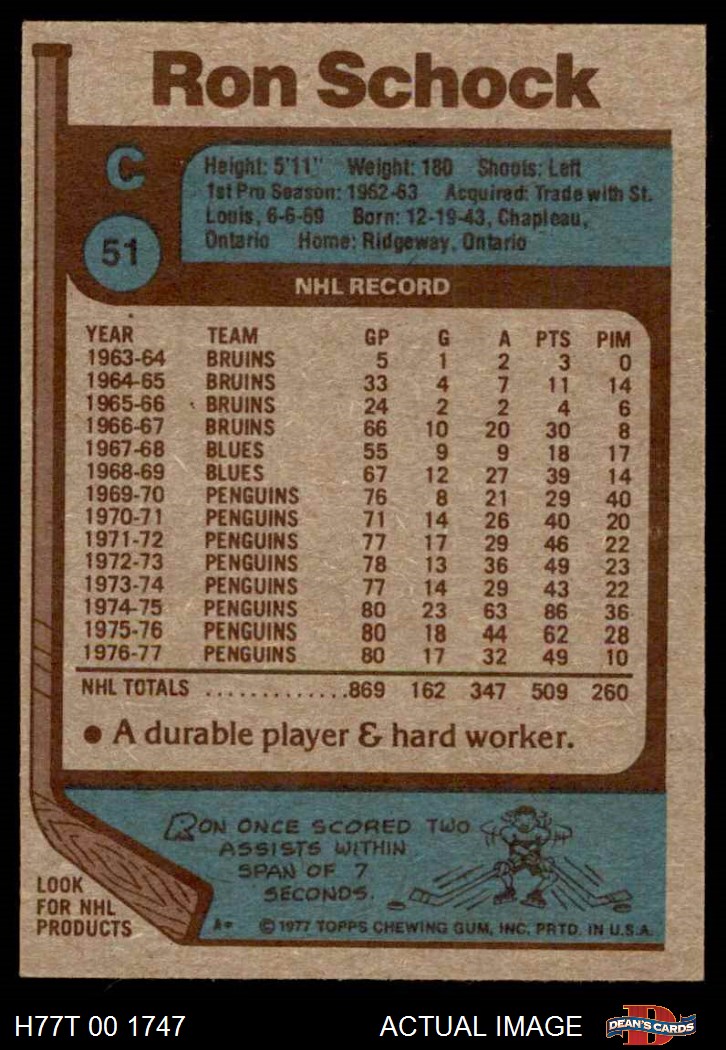 Ron Schock
C
51
Height: 5'11" Weight: 180 Shoots: Left
1st Pro Season: 1962-63 Acquired: Trade with St.
Louis, 6-6-69 Born: 12-19-43, Chapleau,
Ontario Home: Ridgeway, Ontario
NHL RECORD
YEAR TEAM GP G A PTS PIM
1963-64 BRUINS 5 1 2 3 0
1964-65 BRUINS 33 4 7 11 14
1965-66 BRUINS 24 2 2 4 6
1966-67 BRUINS 66 10 20 30 8
1967-68 BLUES 55 9 9 18 17
1968-69 BLUES 67 12 27 39 14
1969-70 PENGUINS 76 8 21 29 40
1970-71 PENGUINS 71 14 26 40 20
1971-72 PENGUINS 77 17 29 46 22
1972-73 PENGUINS 78 13 36 49 23
1973-74 PENGUINS 77 14 29 43 22
1974-75 PENGUINS 80 23 63 86 36
1975-76 PENGUINS 80 18 44 62 28
1976-77 PENGUINS 80 17 32 49 10
NHL TOTALS .............869 162 347 509 260
● A durable player & hard worker.
RON ONCE SCORED TWO
ASSISTS WITHIN
SPAN OF 7
SECONDS.
LOOK
FOR NHL
PRODUCTS
A* © 1977 TOPPS CHEWING GUM, INC. PRTD. IN U.S.A.
H77T 00 1747 ACTUAL IMAGE
D
DEAN'S CARDS